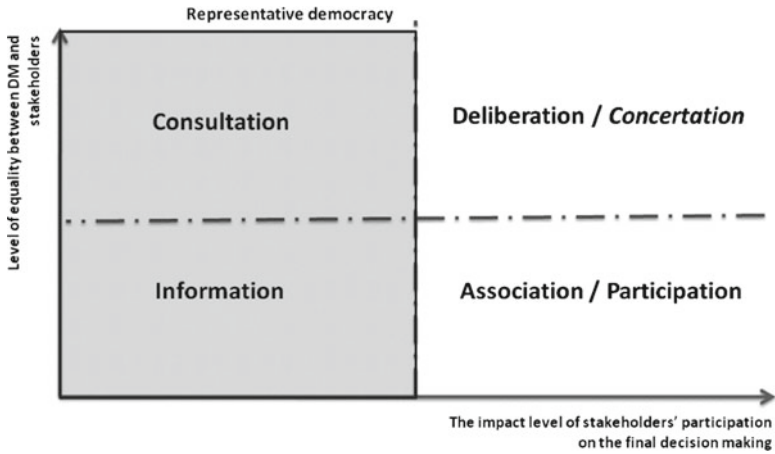 Representative democracy
Level of equality between DM and
stakeholders
Consultation
Deliberation / Concertation
Information
Association / Participation
The impact level of stakeholders' participation
on the final decision making